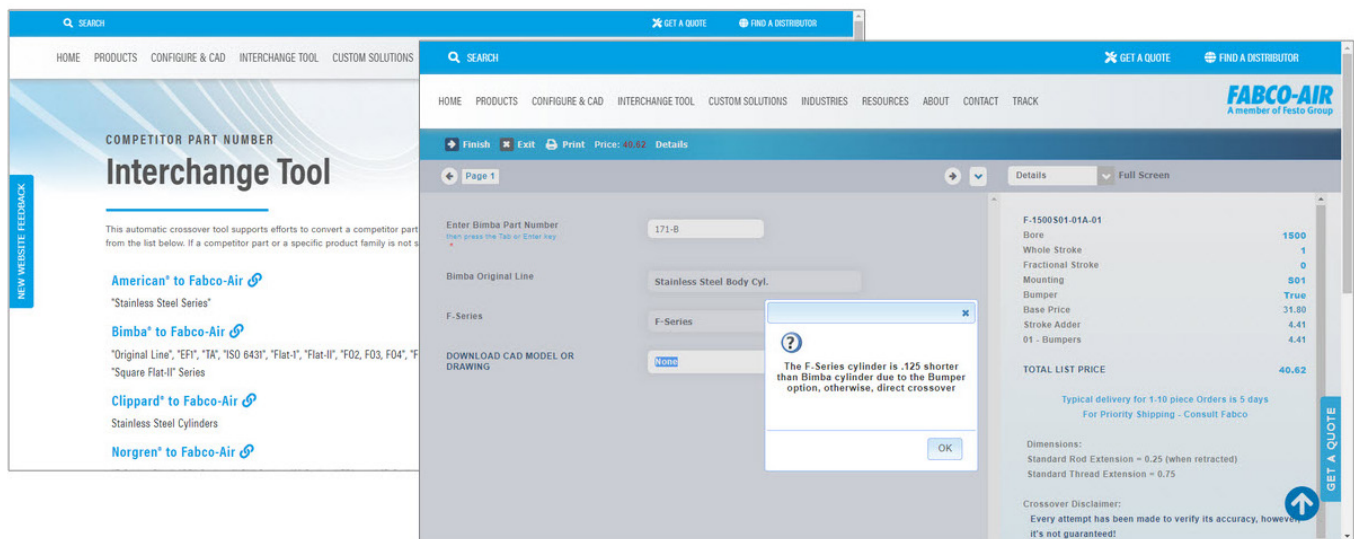 SEARCH
GET A QUOTE
FIND A DISTRIBUTOR
HOME PRODUCTS CONFIGURE & CAD INTERCHANGE TOOL CUSTOM SOLUTIONS
COMPETITOR PART NUMBER
Interchange Tool
This automatic crossover tool supports efforts to convert a competitor part
from the list below. If a competitor part or a specific product family is not s
American® to Fabco-Air
"Stainless Steel Series"
Bimba® to Fabco-Air
"Original Line", "EF1", "TA", "ISO 6431", "Flat-1", "Flat-II", "F02, F03, F04", "F
"Square Flat-II" Series
Clippard® to Fabco-Air
Stainless Steel Cylinders
Norgren® to Fabco-Air
NEW WEBSITE FEEDBACK
SEARCH
GET A QUOTE
FIND A DISTRIBUTOR
HOME PRODUCTS CONFIGURE & CAD INTERCHANGE TOOL CUSTOM SOLUTIONS INDUSTRIES RESOURCES ABOUT CONTACT TRACK
FABCO-AIR
A member of Festo Group
Finish Exit Print Price: 40.62 Details
Page 1
Details
Full Screen
Enter Bimba Part Number
then press the Tab or Enter key
*
171-B
Bimba Original Line
Stainless Steel Body Cyl.
F-Series
F-Series
DOWNLOAD CAD MODEL OR
DRAWING
None
The F-Series cylinder is .125 shorter
than Bimba cylinder due to the Bumper
option, otherwise, direct crossover
OK
F-1500S01-01A-01
Bore 1500
Whole Stroke 1
Fractional Stroke 0
Mounting S01
Bumper True
Base Price 31.80
Stroke Adder 4.41
01 - Bumpers 4.41
TOTAL LIST PRICE 40.62
Typical delivery for 1-10 piece Orders is 5 days
For Priority Shipping - Consult Fabco
Dimensions:
Standard Rod Extension = 0.25 (when retracted)
Standard Thread Extension = 0.75
Crossover Disclaimer:
Every attempt has been made to verify its accuracy, however,
it's not guaranteed!
GET A QUOTE